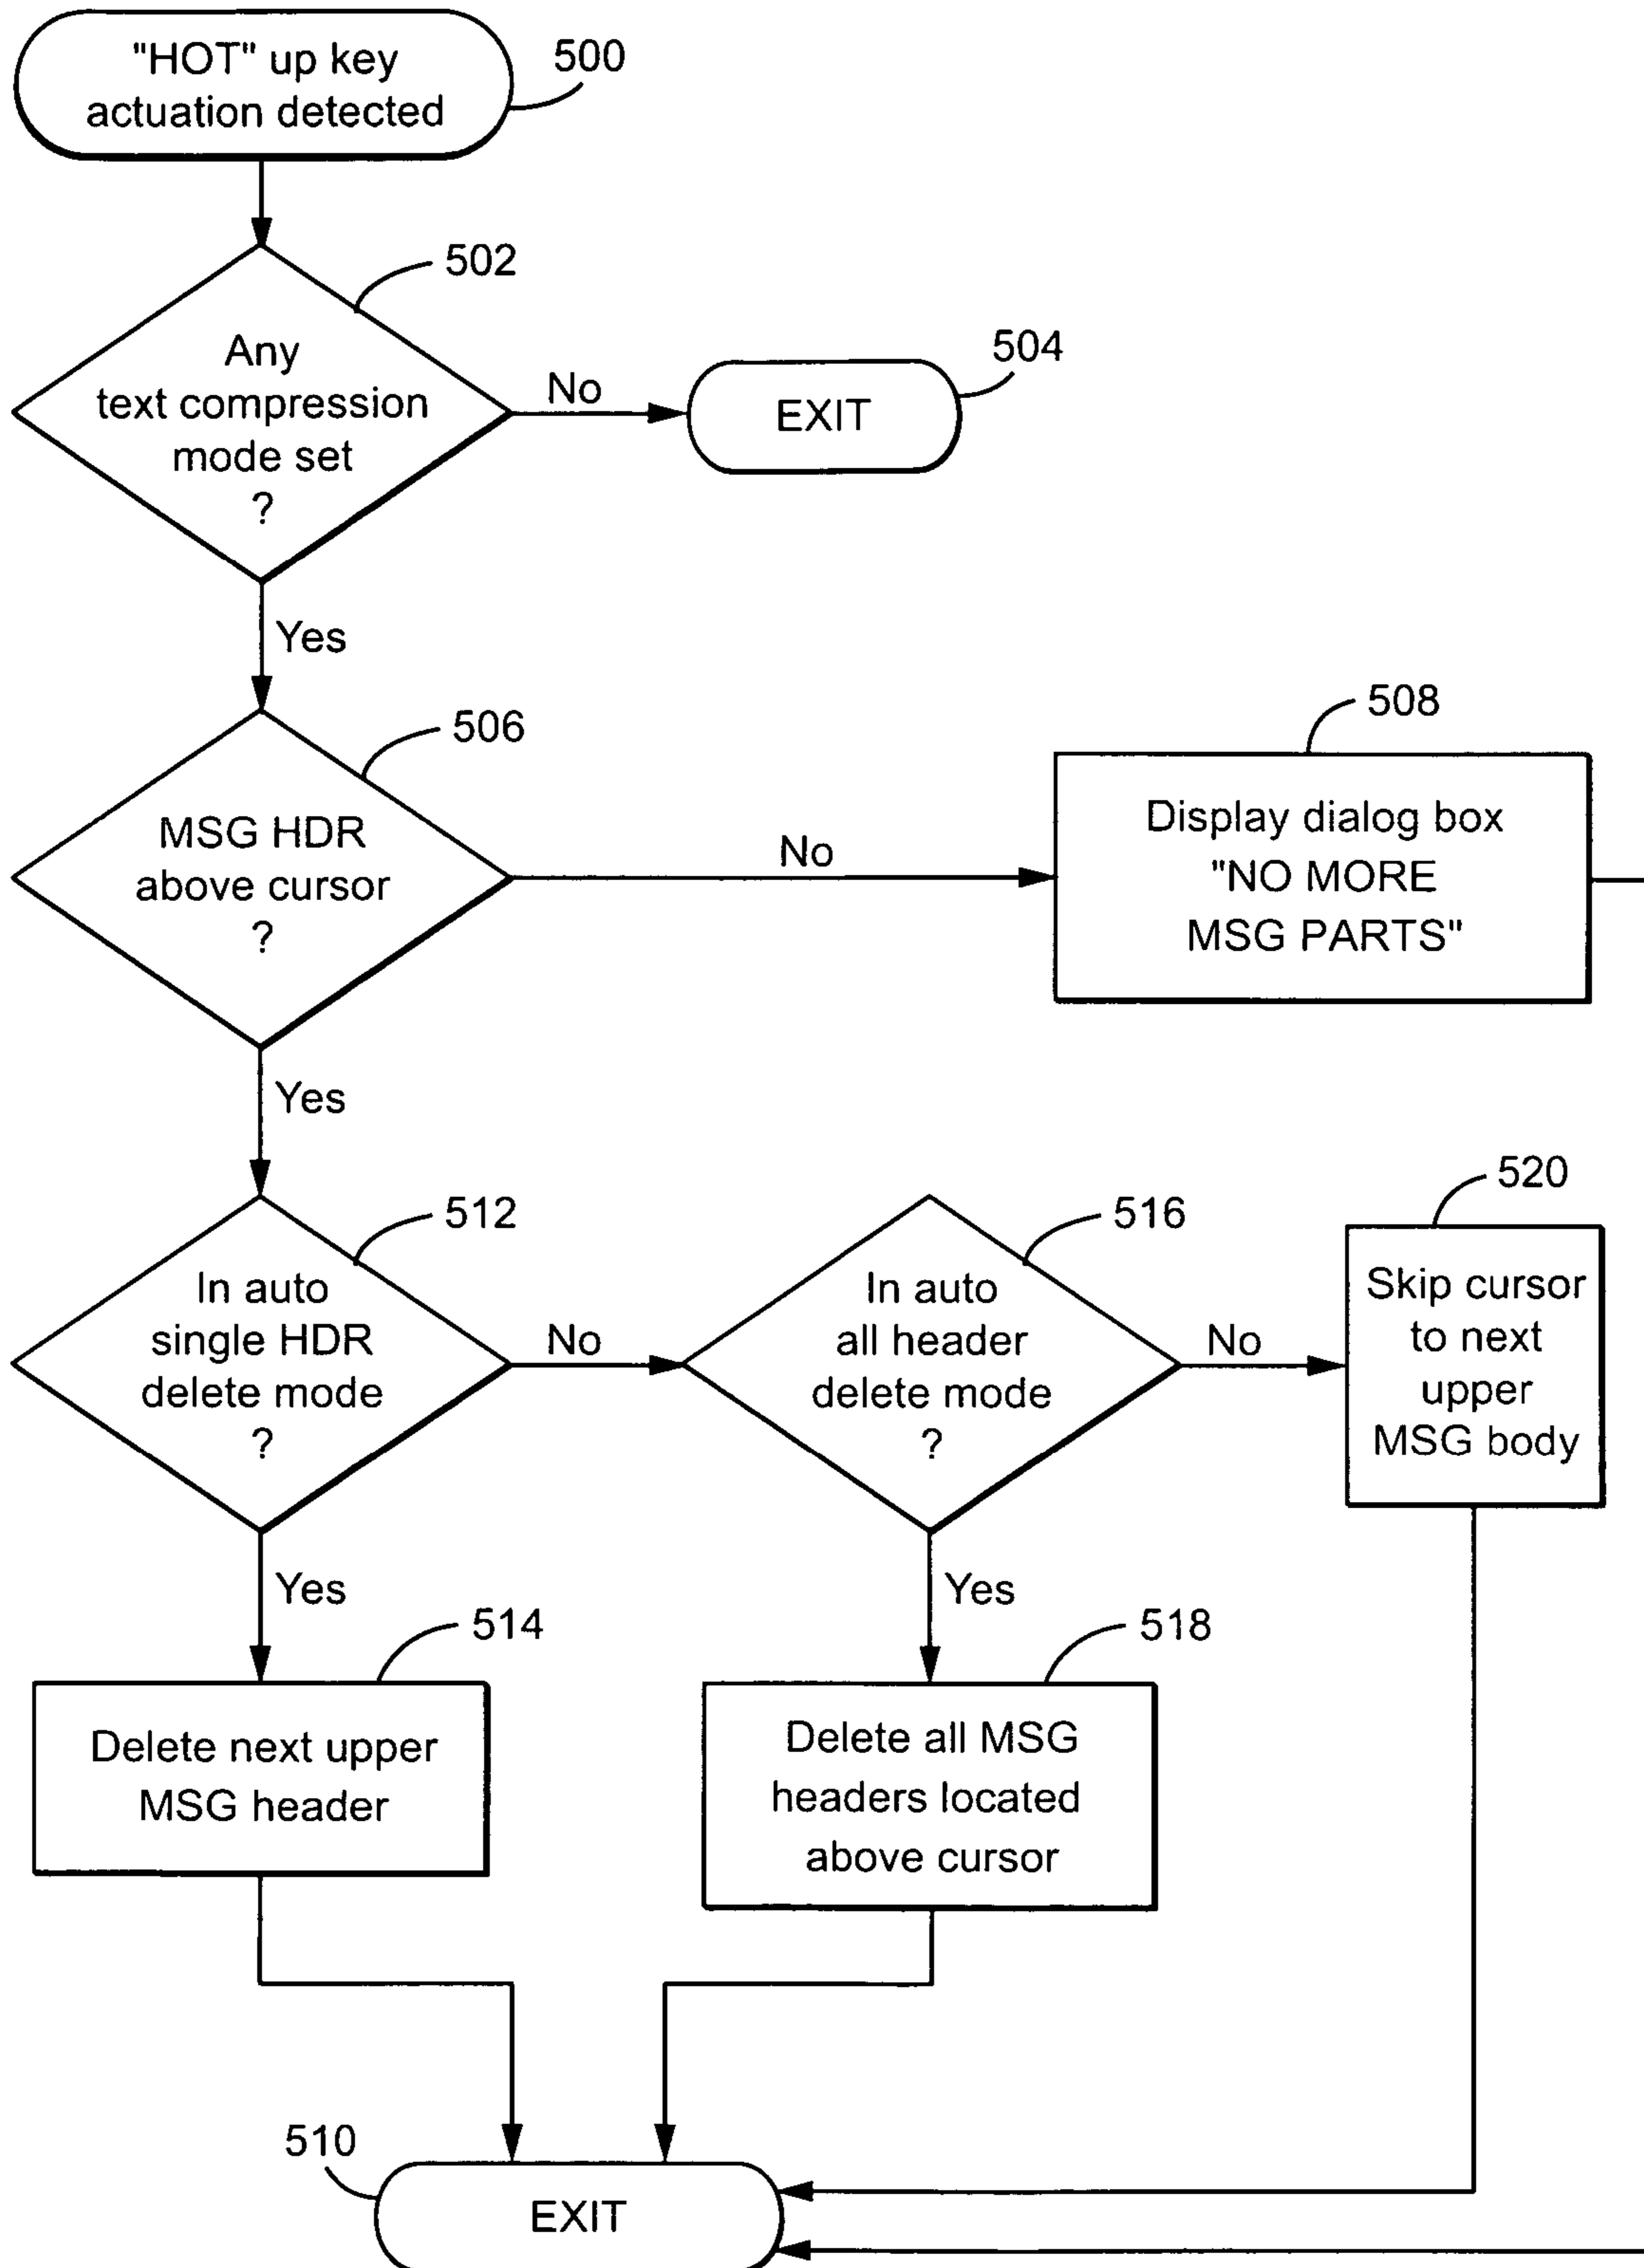 "HOT" up key
actuation detected
500
502
Any
text compression
mode set
?
No
504
EXIT
Yes
506
MSG HDR
above cursor
?
No
508
Display dialog box
"NO MORE
MSG PARTS"
Yes
512
In auto
single HDR
delete mode
?
No
516
In auto
all header
delete mode
?
No
520
Skip cursor
to next
upper
MSG body
Yes
514
Delete next upper
MSG header
Yes
518
Delete all MSG
headers located
above cursor
510
EXIT